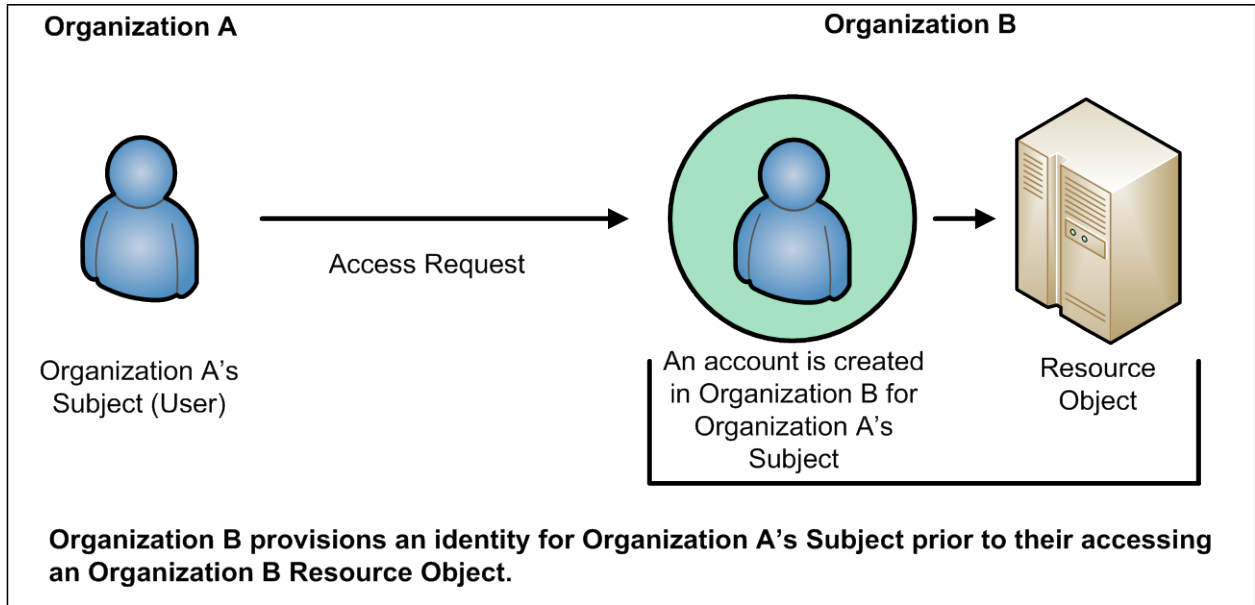 Organization A
Organization B
Access Request
Organization A's
Subject (User)
An account is created
in Organization B for
Organization A's
Subject
Resource
Object
Organization B provisions an identity for Organization A's Subject prior to their accessing
an Organization B Resource Object.